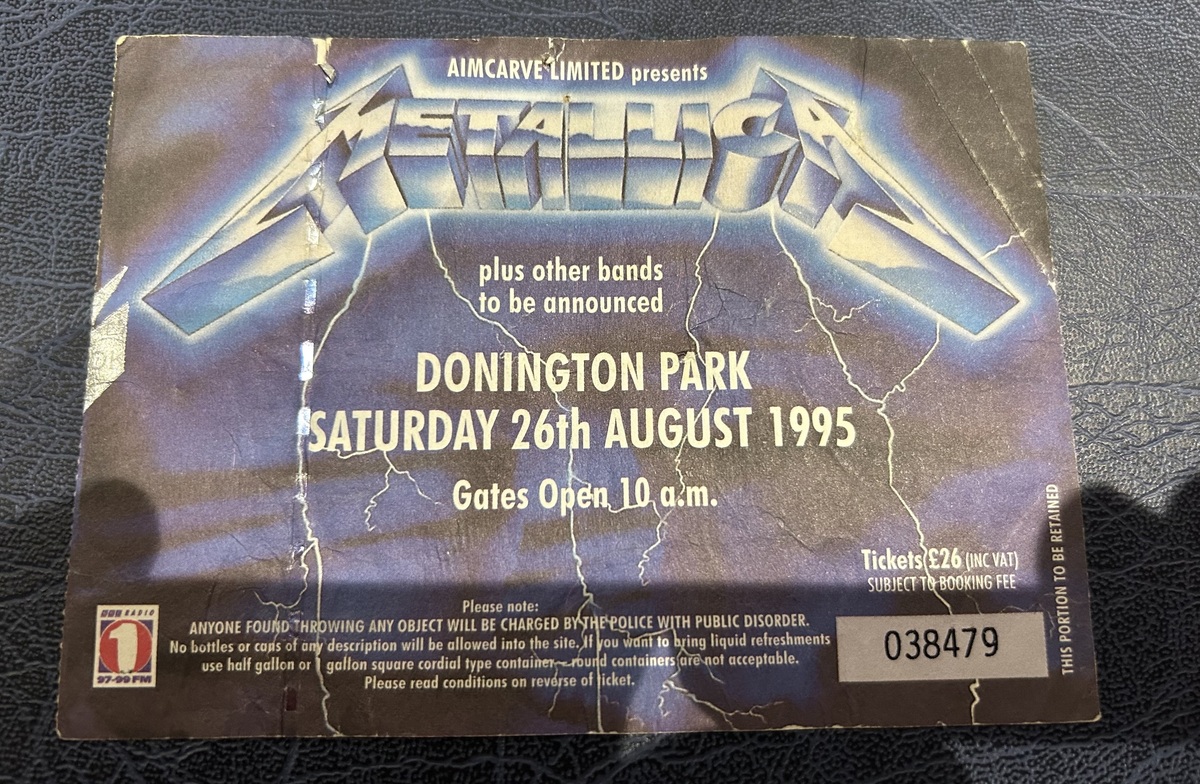 AIMCARVE LIMITED presents
METALLICA
plus other bands
to be announced
DONINGTON PARK
SATURDAY 26th AUGUST 1995
Gates Open 10 a.m.
Tickets £26 (INC VAT)
SUBJECT TO BOOKING FEE
THIS PORTION TO BE RETAINED
Please note:
ANYONE FOUND THROWING ANY OBJECT WILL BE CHARGED BY THE POLICE WITH PUBLIC DISORDER.
No bottles or cans of any description will be allowed into the site. If you want to bring liquid refreshments
use half gallon or 1 gallon square cordial type container – round containers are not acceptable.
Please read conditions on reverse of ticket.
BBC RADIO
1
97-99 FM
038479